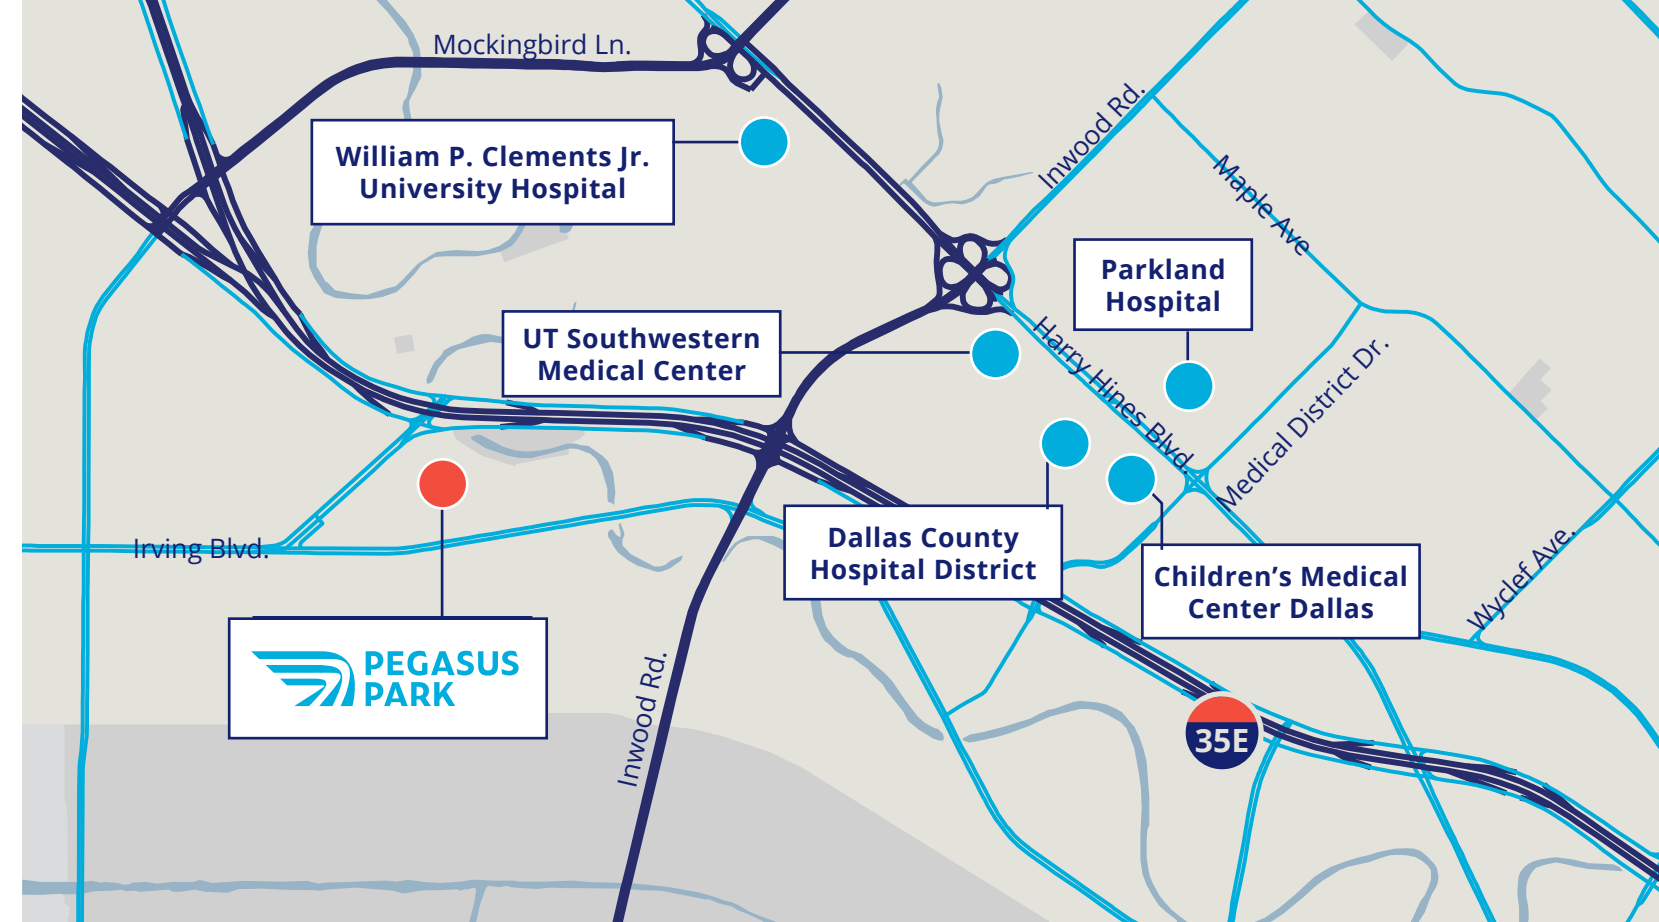 Mockingbird Ln.
William P. Clements Jr.
University Hospital
Inwood Rd.
Maple Ave
Parkland
Hospital
UT Southwestern
Medical Center
Harry Hines Blvd.
Medical District Dr.
Dallas County
Hospital District
Children’s Medical
Center Dallas
Wyclef Ave.
Irving Blvd.
PEGASUS
PARK
Inwood Rd.
35E